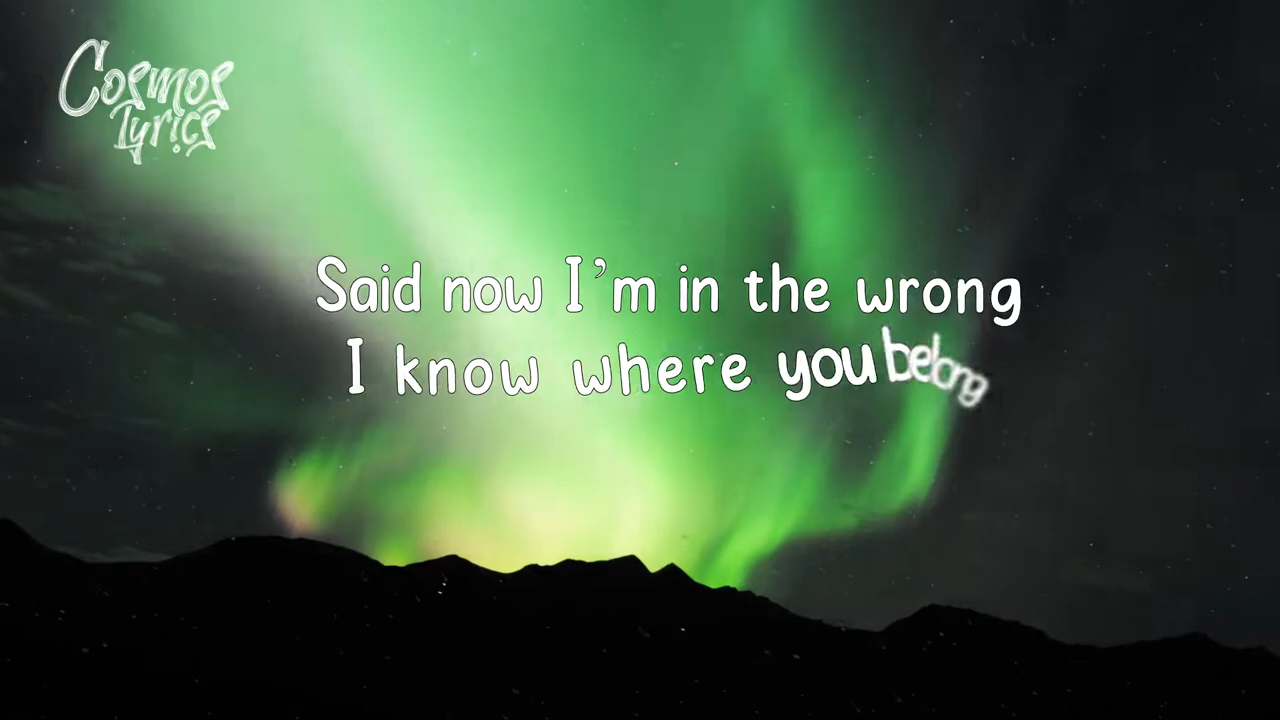 Cosmos
Lyrics
Said now I’m in the wrong
I know where you belong